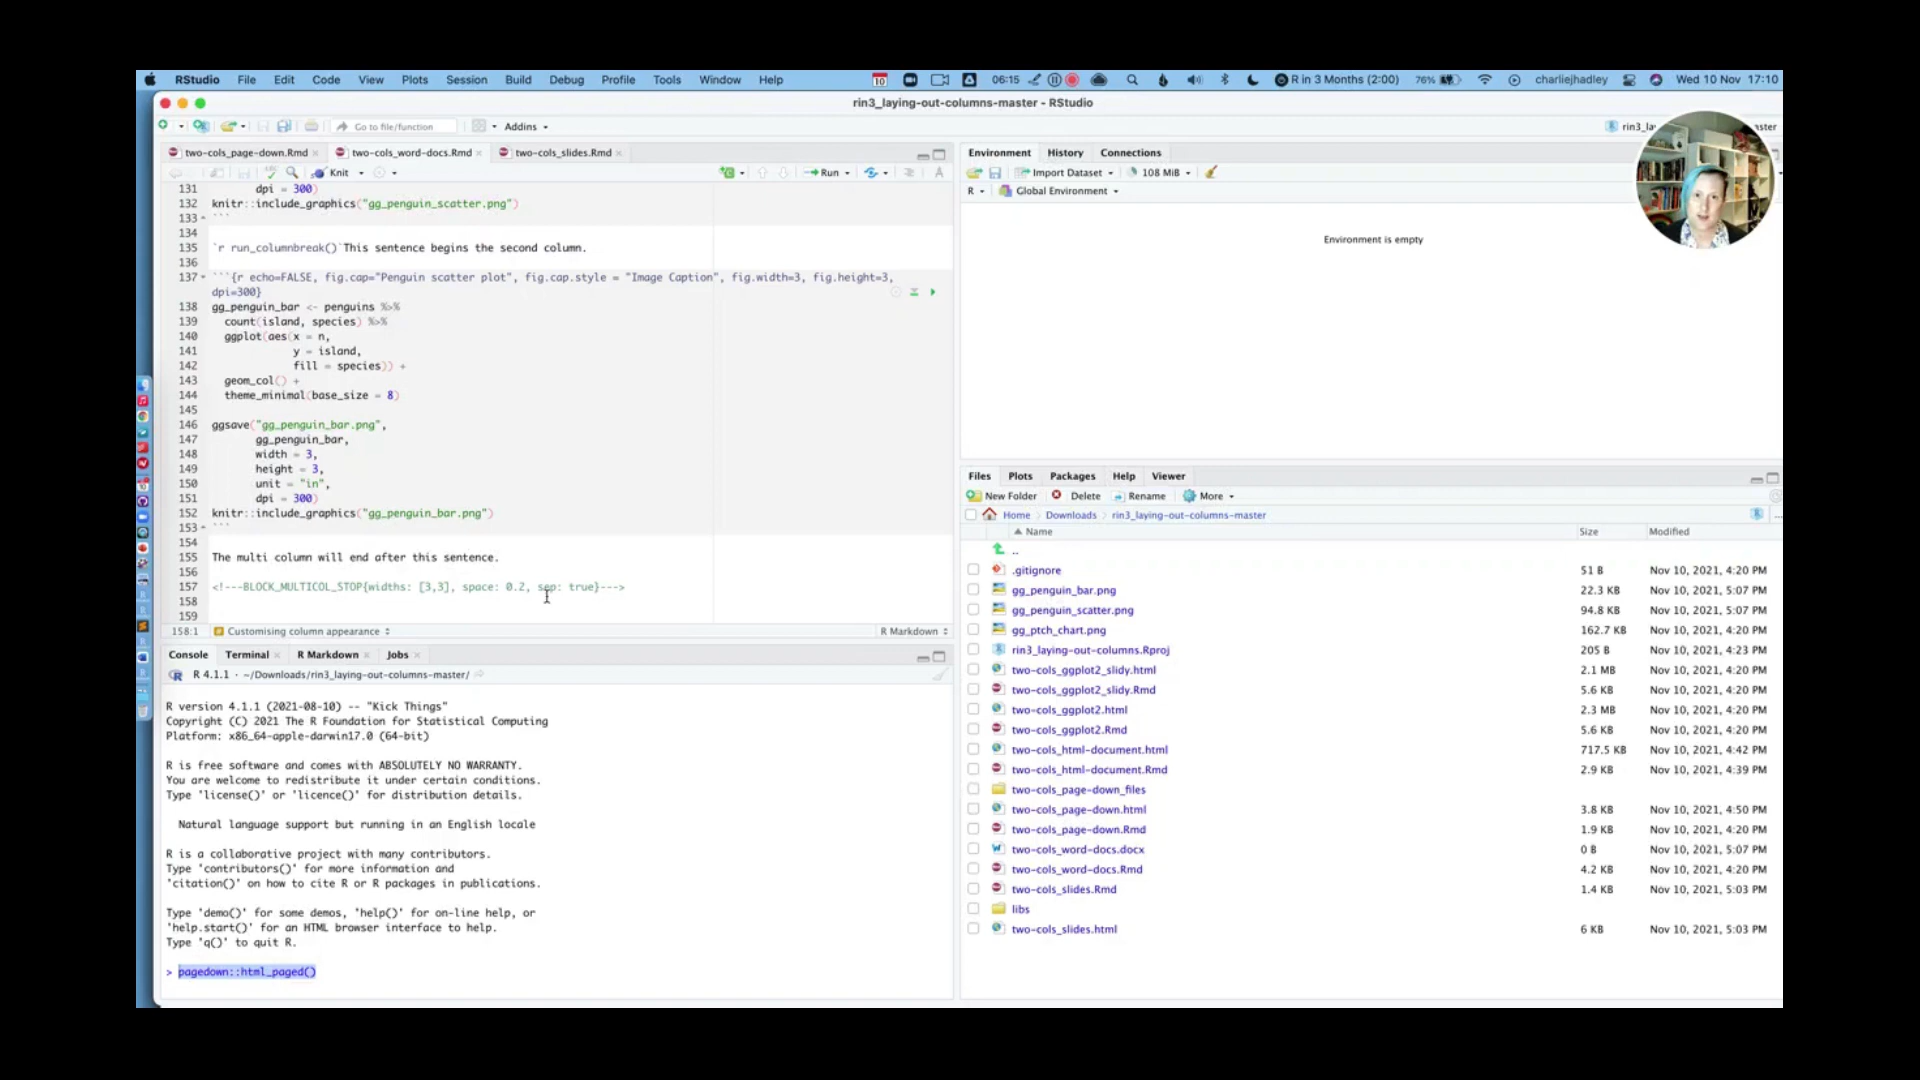 RStudio File Edit Code View Plots Session Build Debug Profile Tools Window Help 10 06:15 R in 3 Months (2:00) 76% charliejhadley Wed 10 Nov 17:10
rin3_laying-out-columns-master - RStudio
Go to file/function Addins
two-cols_page-down.Rmd two-cols_word-docs.Rmd two-cols_slides.Rmd
Knit Run
131 dpi = 300)
132 knitr::include_graphics("gg_penguin_scatter.png")
133 ```
134
135 `r run_columnbreak()`This sentence begins the second column.
136
137 ```{r echo=FALSE, fig.cap="Penguin scatter plot", fig.cap.style = "Image Caption", fig.width=3, fig.height=3,
dpi=300}
138 gg_penguin_bar <- penguins %>%
139 count(island, species) %>%
140 ggplot(aes(x = n,
141 y = island,
142 fill = species)) +
143 geom_col() +
144 theme_minimal(base_size = 8)
145
146 ggsave("gg_penguin_bar.png",
147 gg_penguin_bar,
148 width = 3,
149 height = 3,
150 unit = "in",
151 dpi = 300)
152 knitr::include_graphics("gg_penguin_bar.png")
153 ```
154
155 The multi column will end after this sentence.
156
157 <!---BLOCK_MULTICOL_STOP{widths: [3,3], space: 0.2, sep: true}--->
158
159
158:1 Customising column appearance R Markdown
Console Terminal R Markdown Jobs
R 4.1.1 · ~/Downloads/rin3_laying-out-columns-master/
R version 4.1.1 (2021-08-10) -- "Kick Things"
Copyright (C) 2021 The R Foundation for Statistical Computing
Platform: x86_64-apple-darwin17.0 (64-bit)
R is free software and comes with ABSOLUTELY NO WARRANTY.
You are welcome to redistribute it under certain conditions.
Type 'license()' or 'licence()' for distribution details.
Natural language support but running in an English locale
R is a collaborative project with many contributors.
Type 'contributors()' for more information and
'citation()' on how to cite R or R packages in publications.
Type 'demo()' for some demos, 'help()' for on-line help, or
'help.start()' for an HTML browser interface to help.
Type 'q()' to quit R.
> pagedown::html_paged()
Environment History Connections
Import Dataset 108 MiB
R Global Environment
Environment is empty
Files Plots Packages Help Viewer
New Folder Delete Rename More
Home Downloads rin3_laying-out-columns-master
Name Size Modified
..
.gitignore 51 B Nov 10, 2021, 4:20 PM
gg_penguin_bar.png 22.3 KB Nov 10, 2021, 5:07 PM
gg_penguin_scatter.png 94.8 KB Nov 10, 2021, 5:07 PM
gg_ptch_chart.png 162.7 KB Nov 10, 2021, 4:20 PM
rin3_laying-out-columns.Rproj 205 B Nov 10, 2021, 4:23 PM
two-cols_ggplot2_slidy.html 2.1 MB Nov 10, 2021, 4:20 PM
two-cols_ggplot2_slidy.Rmd 5.6 KB Nov 10, 2021, 4:20 PM
two-cols_ggplot2.html 2.3 MB Nov 10, 2021, 4:20 PM
two-cols_ggplot2.Rmd 5.6 KB Nov 10, 2021, 4:20 PM
two-cols_html-document.html 717.5 KB Nov 10, 2021, 4:42 PM
two-cols_html-document.Rmd 2.9 KB Nov 10, 2021, 4:39 PM
two-cols_page-down_files
two-cols_page-down.html 3.8 KB Nov 10, 2021, 4:50 PM
two-cols_page-down.Rmd 1.9 KB Nov 10, 2021, 4:20 PM
two-cols_word-docs.docx 0 B Nov 10, 2021, 5:07 PM
two-cols_word-docs.Rmd 4.2 KB Nov 10, 2021, 4:20 PM
two-cols_slides.Rmd 1.4 KB Nov 10, 2021, 5:03 PM
libs
two-cols_slides.html 6 KB Nov 10, 2021, 5:03 PM